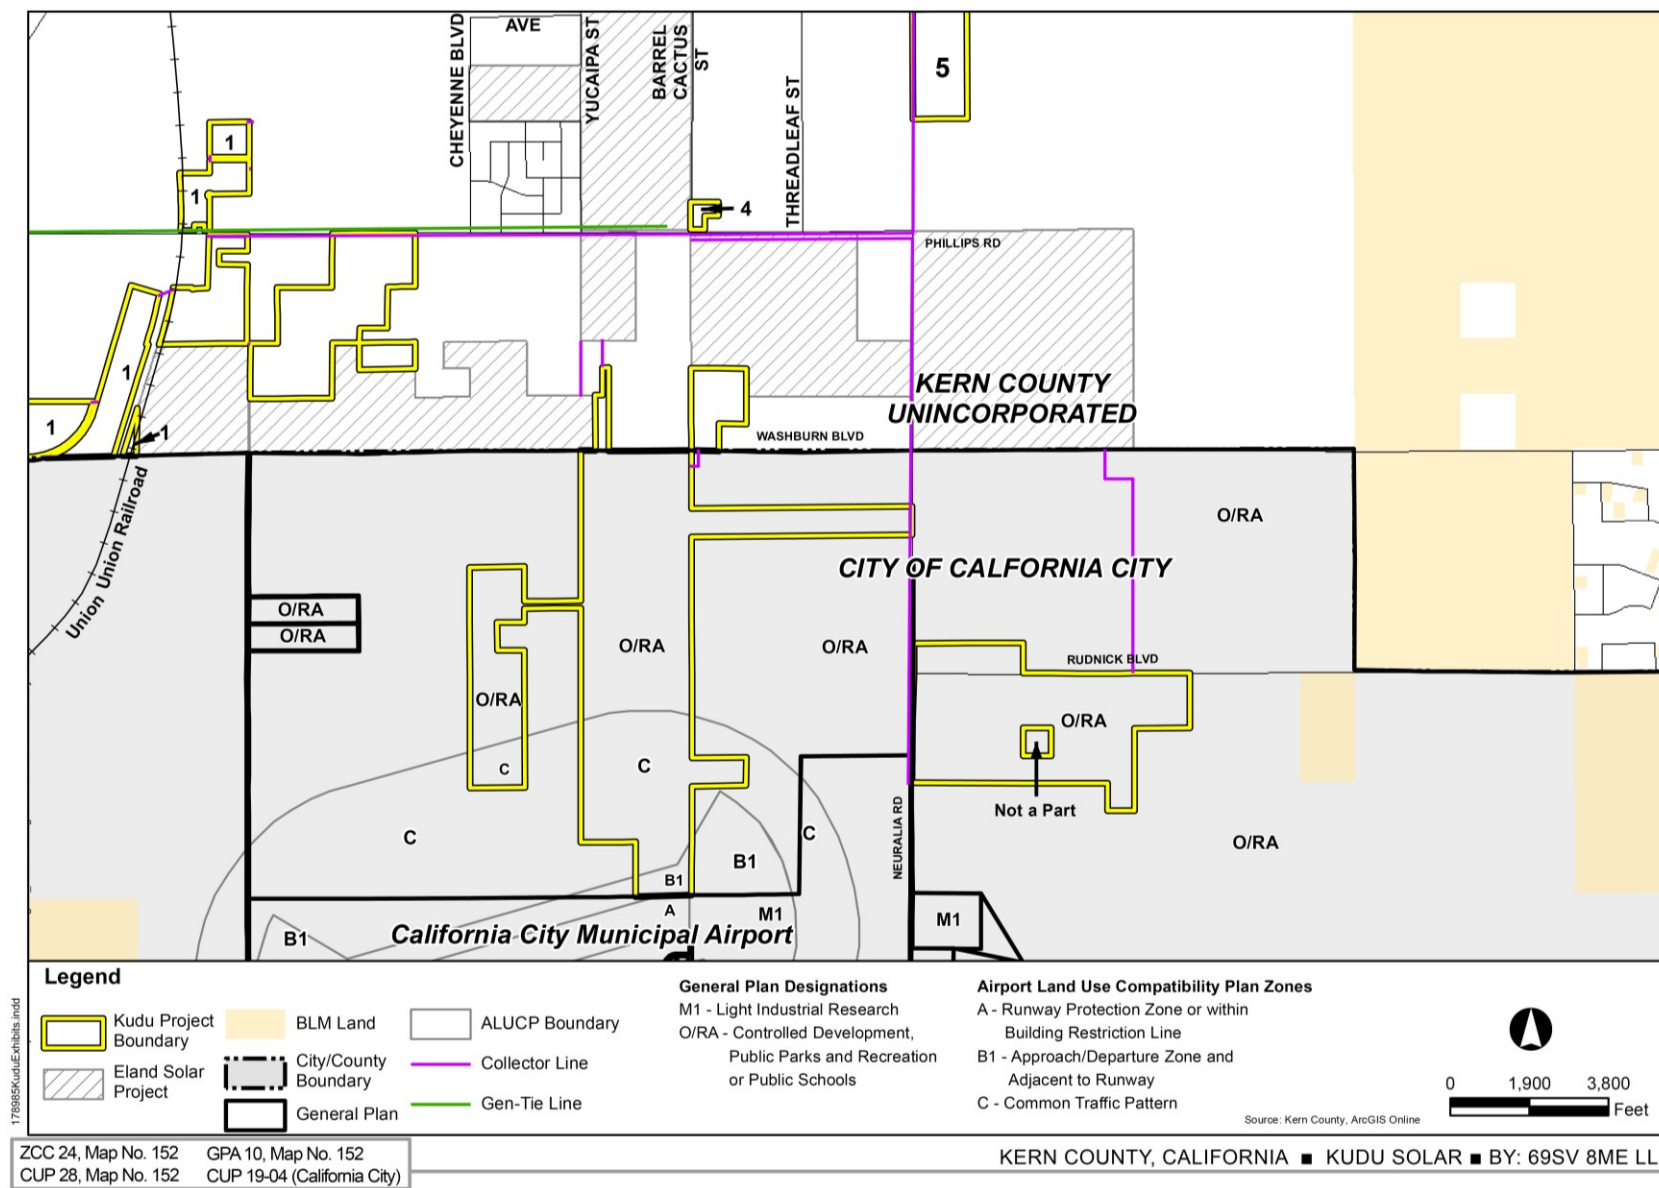 CHEYENNE BLVD
AVE
YUCAIPA ST
BARREL
CACTUS
ST
THREADLEAF ST
5
1
1
4
PHILLIPS RD
1
1
1
KERN COUNTY
UNINCORPORATED
WASHBURN BLVD
Union Union Railroad
O/RA
CITY OF CALFORNIA CITY
O/RA
O/RA
O/RA
O/RA
RUDNICK BLVD
O/RA
O/RA
C
C
Not a Part
C
C
NEURALIA RD
O/RA
B1
B1
A
M1
M1
B1
California City Municipal Airport
Legend
Kudu Project
Boundary
Eland Solar
Project
BLM Land
City/County
Boundary
General Plan
ALUCP Boundary
Collector Line
Gen-Tie Line
General Plan Designations
M1 - Light Industrial Research
O/RA - Controlled Development,
Public Parks and Recreation
or Public Schools
Airport Land Use Compatibility Plan Zones
A - Runway Protection Zone or within
Building Restriction Line
B1 - Approach/Departure Zone and
Adjacent to Runway
C - Common Traffic Pattern
0 1,900 3,800
Feet
Source: Kern County, ArcGIS Online
178985KuduExhibits.indd
ZCC 24, Map No. 152 GPA 10, Map No. 152
CUP 28, Map No. 152 CUP 19-04 (California City)
KERN COUNTY, CALIFORNIA ■ KUDU SOLAR ■ BY: 69SV 8ME LL